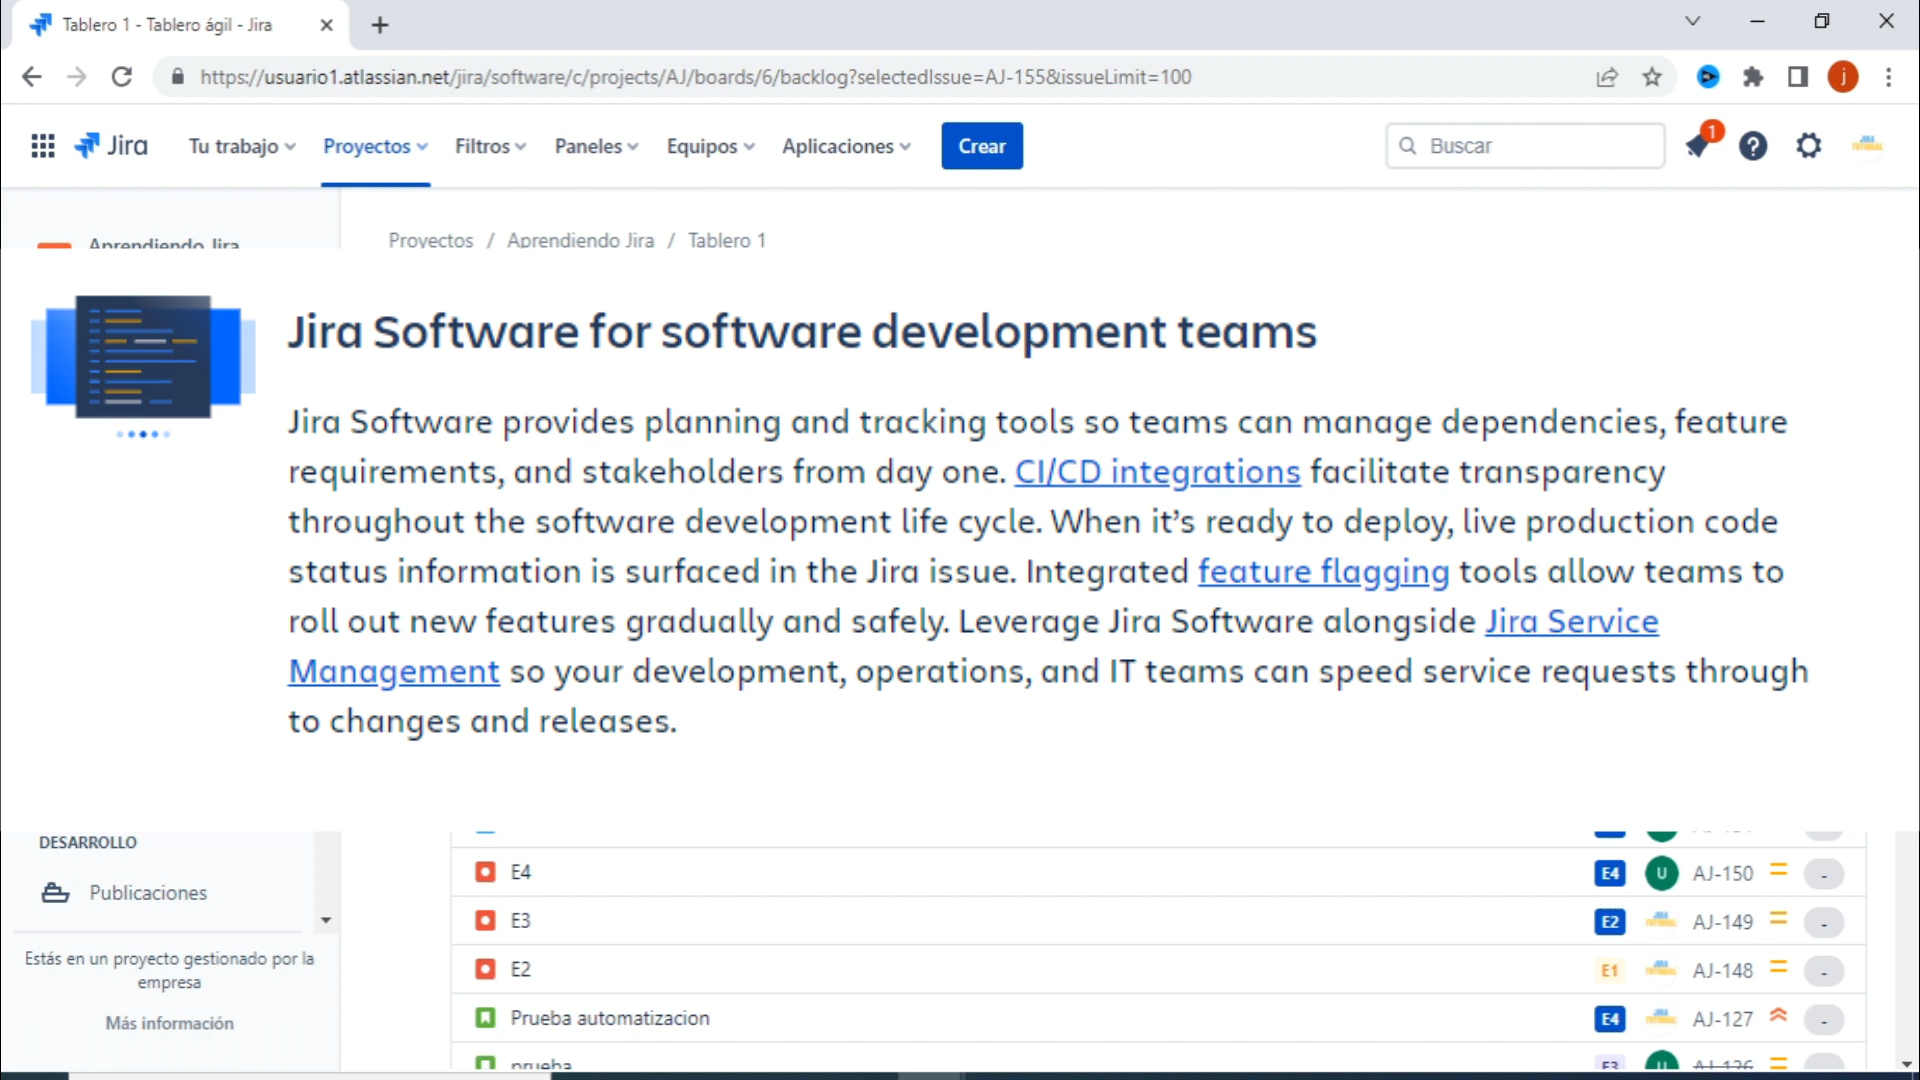 Tablero 1 - Tablero ágil - Jira
https://usuario1.atlassian.net/jira/software/c/projects/AJ/boards/6/backlog?selectedIssue=AJ-155&issueLimit=100
j
Jira Tu trabajo Proyectos Filtros Paneles Equipos Aplicaciones Crear Buscar 1
Aprendiendo Jira
Proyectos / Aprendiendo Jira / Tablero 1
Jira Software for software development teams
Jira Software provides planning and tracking tools so teams can manage dependencies, feature
requirements, and stakeholders from day one. CI/CD integrations facilitate transparency
throughout the software development life cycle. When it’s ready to deploy, live production code
status information is surfaced in the Jira issue. Integrated feature flagging tools allow teams to
roll out new features gradually and safely. Leverage Jira Software alongside Jira Service
Management so your development, operations, and IT teams can speed service requests through
to changes and releases.
DESARROLLO
Publicaciones
Estás en un proyecto gestionado por la
empresa
Más información
E4 E4 U AJ-150 -
E3 E2 AJ-149 -
E2 E1 AJ-148 -
Prueba automatizacion E4 AJ-127 -
prueba E3 U AJ-126